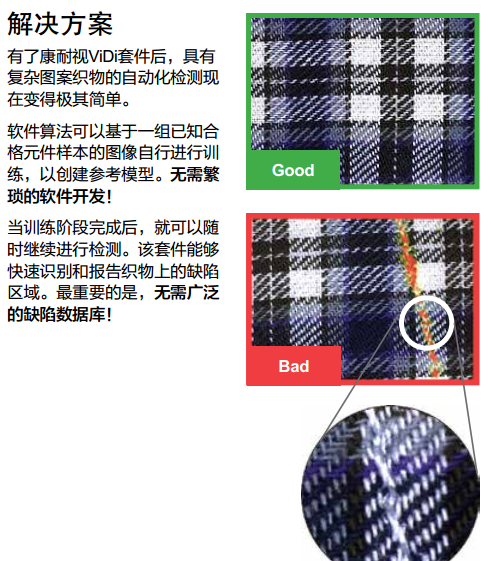 解决方案
有了康耐视ViDi套件后，具有
复杂图案织物的自动化检测现
在变得极其简单。
软件算法可以基于一组已知合
格元件样本的图像自行进行训
练，以创建参考模型。无需繁
琐的软件开发！
当训练阶段完成后，就可以随
时继续进行检测。该套件能够
快速识别和报告织物上的缺陷
区域。最重要的是，无需广泛
的缺陷数据库！
Good
Bad